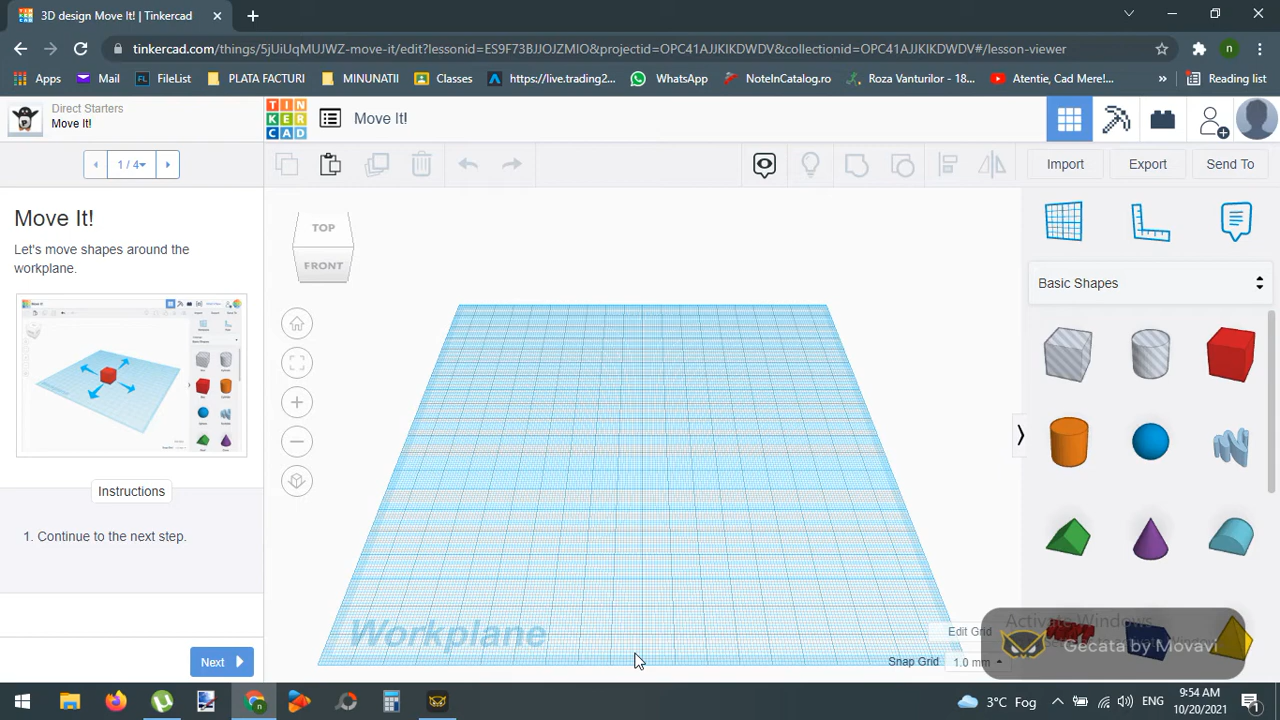 3D design Move It! | Tinkercad
tinkercad.com/things/5jUiUqMUJWZ-move-it/edit?lessonid=ES9F73BJJOJZMIO&projectid=OPC41AJJKIKDWDV&collectionid=OPC41AJJKIKDWDV#/lesson-viewer
n
Apps Mail FileList PLATA FACTURI MINUNATII Classes https://live.trading2... WhatsApp NoteInCatalog.ro Roza Vanturilor - 18... Atentie, Cad Mere!... » Reading list
Direct Starters
Move It!
TIN
KER
CAD
Move It!
1 / 4
Import Export Send To
Move It!
Let's move shapes around the
workplane.
TOP
FRONT
Basic Shapes
Instructions
1. Continue to the next step.
Workplane
Edit Grid
Gecata by Movavi
Next
Snap Grid 1.0 mm
3°C Fog
ENG
9:54 AM
10/20/2021
1